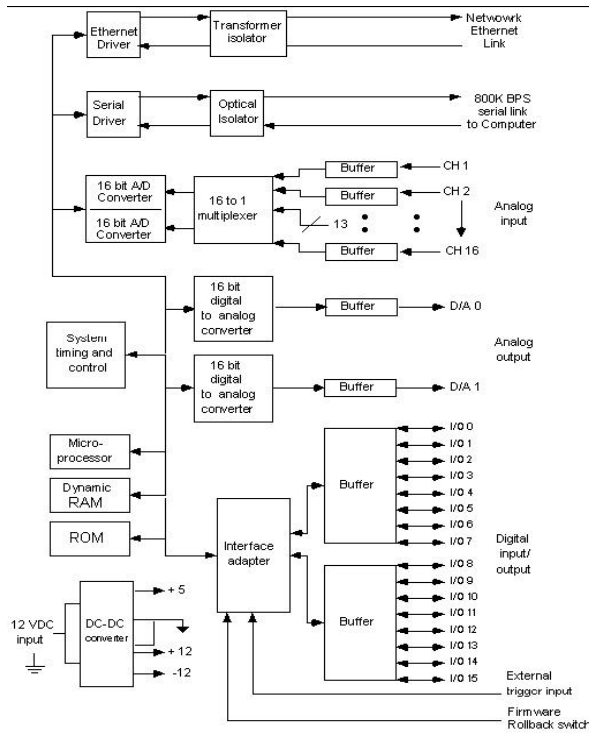 Ethernet
Driver
Transformer
isolator
Netwowrk
Ethernet
Link
Serial
Driver
Optical
Isolator
800K BPS
serial link
to Computer
16 bit A/D
Converter
16 bit A/D
Converter
16 to 1
multiplexer
Buffer
CH 1
Buffer
CH 2
13
Buffer
CH 16
Analog
input
16 bit
digital
to analog
converter
Buffer
D/A 0
System
timing and
control
Analog
output
16 bit
digital
to analog
converter
Buffer
D/A 1
Micro-
processor
Dynamic
RAM
ROM
Interface
adapter
Buffer
I/O 0
I/O 1
I/O 2
I/O 3
I/O 4
I/O 5
I/O 6
I/O 7
Digital
input/
output
Buffer
I/O 8
I/O 9
I/O 10
I/O 11
I/O 12
I/O 13
I/O 14
I/O 15
12 VDC
input
DC-DC
converter
+ 5
+ 12
-12
External
trigger input
Firmware
Rollback switch